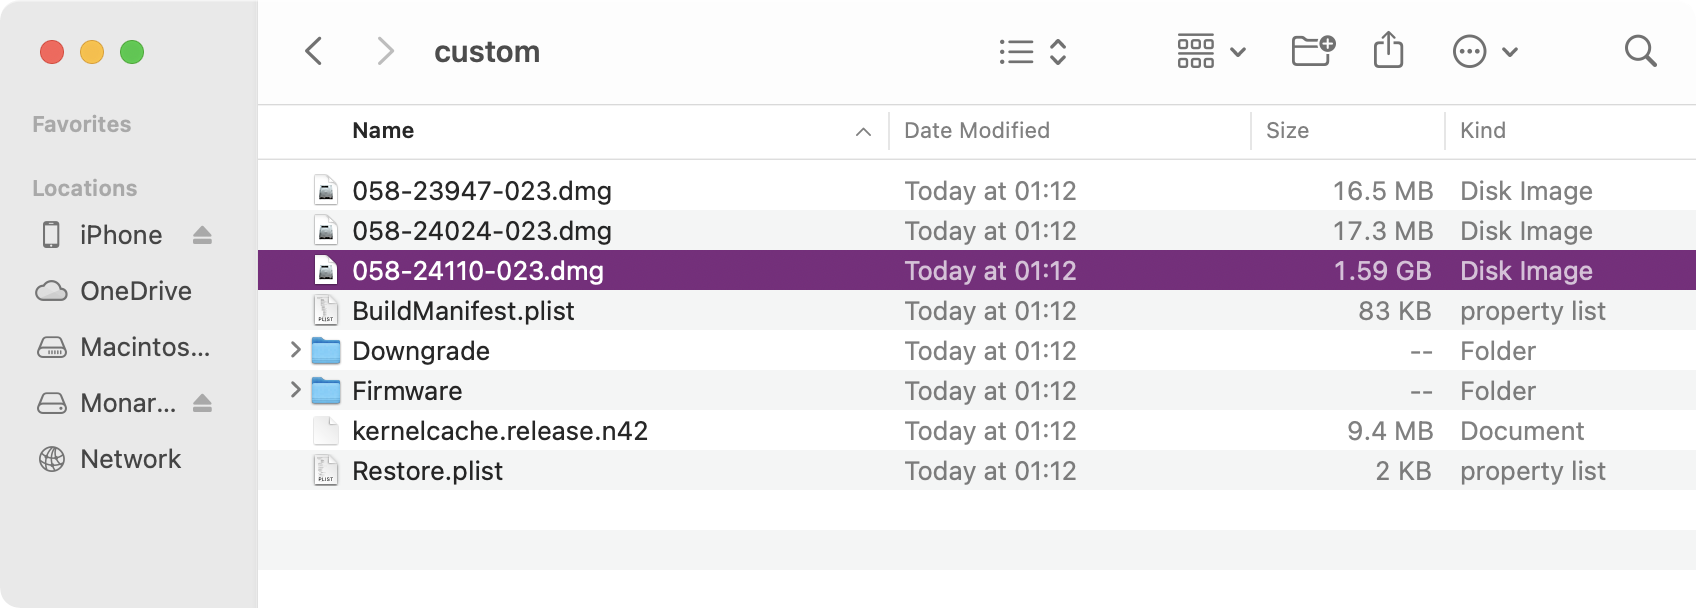 custom
Favorites
Locations
iPhone
OneDrive
Macintos...
Monar...
Network
Name Date Modified Size Kind
058-23947-023.dmg Today at 01:12 16.5 MB Disk Image
058-24024-023.dmg Today at 01:12 17.3 MB Disk Image
058-24110-023.dmg Today at 01:12 1.59 GB Disk Image
BuildManifest.plist Today at 01:12 83 KB property list
Downgrade Today at 01:12 -- Folder
Firmware Today at 01:12 -- Folder
kernelcache.release.n42 Today at 01:12 9.4 MB Document
Restore.plist Today at 01:12 2 KB property list